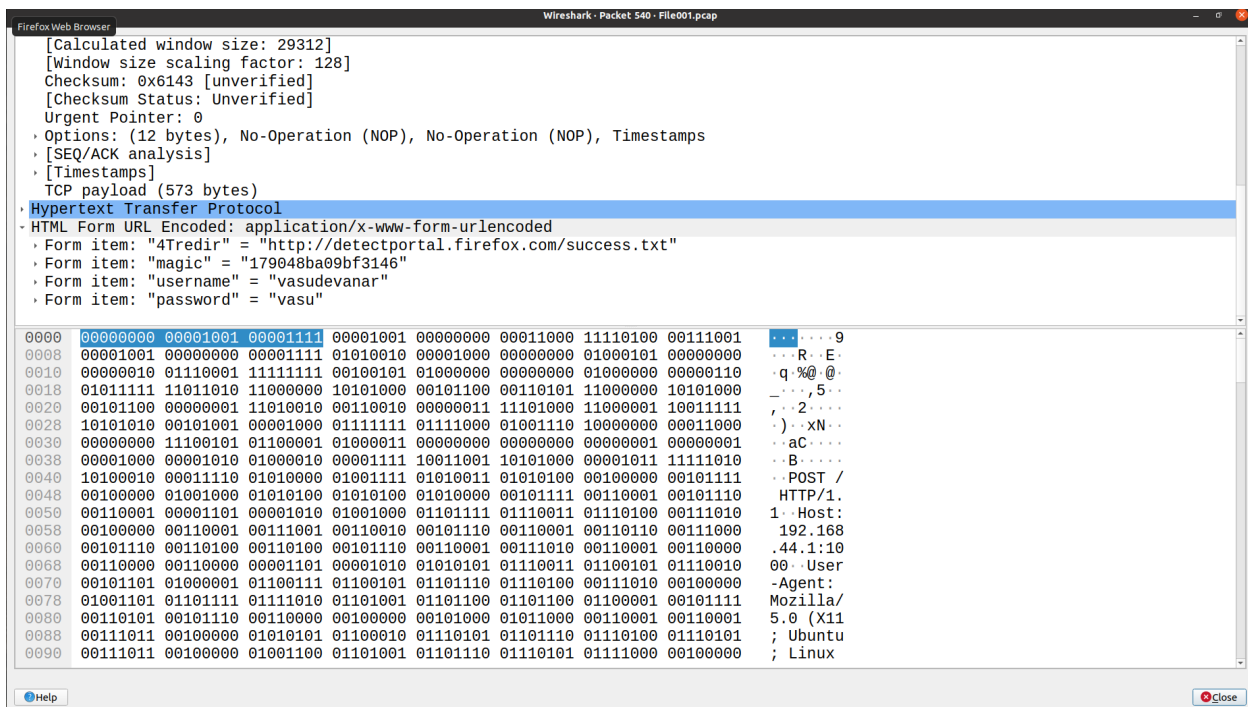 Wireshark · Packet 540 · File001.pcap
Firefox Web Browser
[Calculated window size: 29312]
[Window size scaling factor: 128]
Checksum: 0x6143 [unverified]
[Checksum Status: Unverified]
Urgent Pointer: 0
Options: (12 bytes), No-Operation (NOP), No-Operation (NOP), Timestamps
[SEQ/ACK analysis]
[Timestamps]
TCP payload (573 bytes)
Hypertext Transfer Protocol
HTML Form URL Encoded: application/x-www-form-urlencoded
Form item: "4Tredir" = "http://detectportal.firefox.com/success.txt"
Form item: "magic" = "179048ba09bf3146"
Form item: "username" = "vasudevanar"
Form item: "password" = "vasu"
0000 00000000 00001001 00001111 00001001 00000000 00011000 11110100 00111001 ·······9
0008 00001001 00000000 00001111 01010010 00001000 00000000 01000101 00000000 ···R··E·
0010 00000010 01110001 11111111 00100101 01000000 00000000 01000000 00000110 ·q·%@·@·
0018 01011111 11011010 11000000 10101000 00101100 00110101 11000000 10101000 _···,5··
0020 00101100 00000001 11010010 00110010 00000011 11101000 11000001 10011111 ,··2····
0028 10101010 00101001 00001000 01111111 01111000 01001110 10000000 00011000 ·)··xN··
0030 00000000 11100101 01100001 01000011 00000000 00000000 00000001 00000001 ··aC····
0038 00001000 00001010 01000010 00001111 10011001 10101000 00001011 11111010 ··B·····
0040 10100010 00011110 01010000 01001111 01010011 01010100 00100000 00101111 ··POST /
0048 00100000 01001000 01010100 01010100 01010000 00101111 00110001 00101110 HTTP/1.
0050 00110001 00001101 00001010 01001000 01101111 01110011 01110100 00111010 1··Host:
0058 00100000 00110001 00111001 00110010 00101110 00110001 00110110 00111000 192.168
0060 00101110 00110100 00110100 00101110 00110001 00111010 00110001 00110000 .44.1:10
0068 00110000 00110000 00001101 00001010 01010101 01110011 01100101 01110010 00··User
0070 00101101 01000001 01100111 01100101 01101110 01110100 00111010 00100000 -Agent:
0078 01001101 01101111 01111010 01101001 01101100 01101100 01100001 00101111 Mozilla/
0080 00110101 00101110 00110000 00100000 00101000 01011000 00110001 00110001 5.0 (X11
0088 00111011 00100000 01010101 01100010 01110101 01101110 01110100 01110101 ; Ubuntu
0090 00111011 00100000 01001100 01101001 01101110 01110101 01111000 00100000 ; Linux
Help
Close